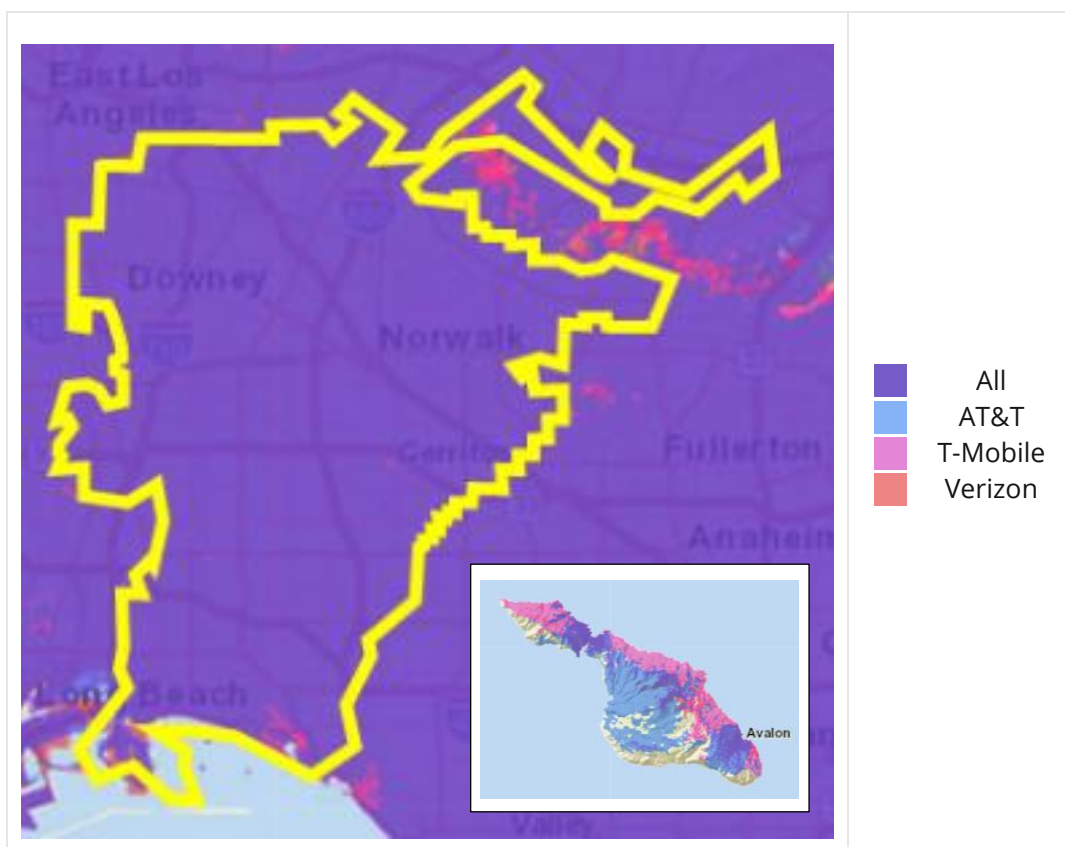 East Los
Angeles
Downey
Norwalk
Cerritos
Fullerton
Anaheim
Long Beach
Avalon
Valley
All
AT&T
T-Mobile
Verizon